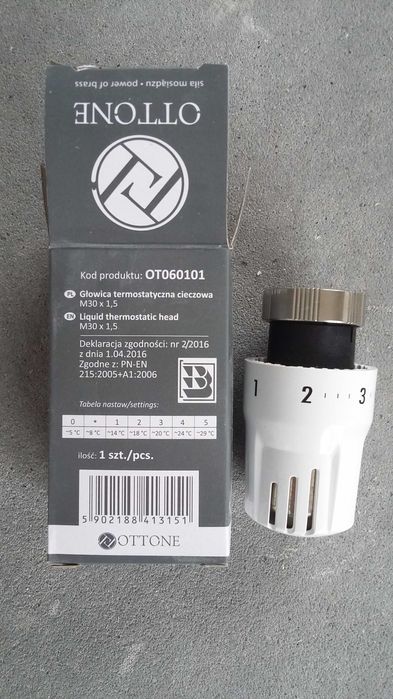 siła mosiądzu • power of brass
OTTONE
Kod produktu: OT060101
PL Głowica termostatyczna cieczowa
M30 x 1,5
EN Liquid thermostatic head
M30 x 1,5
Deklaracja zgodności: nr 2/2016
z dnia 1.04.2016
Zgodne z: PN-EN
215:2005+A1:2006
B
Tabela nastaw/settings:
0 * 1 2 3 4 5
~5 °C ~8 °C ~14 °C ~18 °C ~20 °C ~24 °C ~29 °C
ilość: 1 szt./pcs.
5 902188 413151
OTTONE
1 2 3